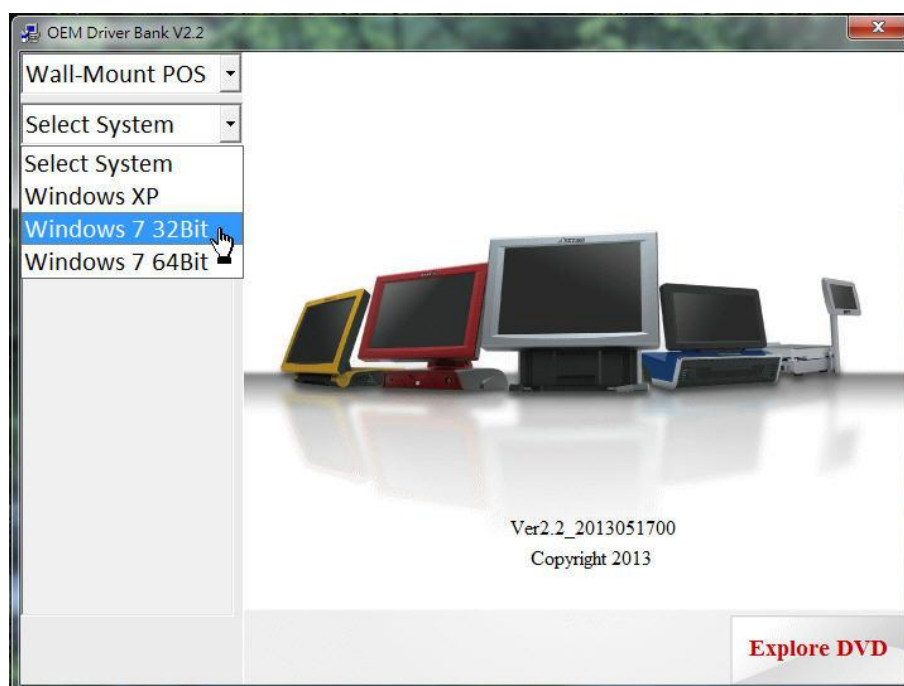 OEM Driver Bank V2.2
Wall-Mount POS
Select System
Select System
Windows XP
Windows 7 32Bit
Windows 7 64Bit
Ver2.2_2013051700
Copyright 2013
Explore DVD